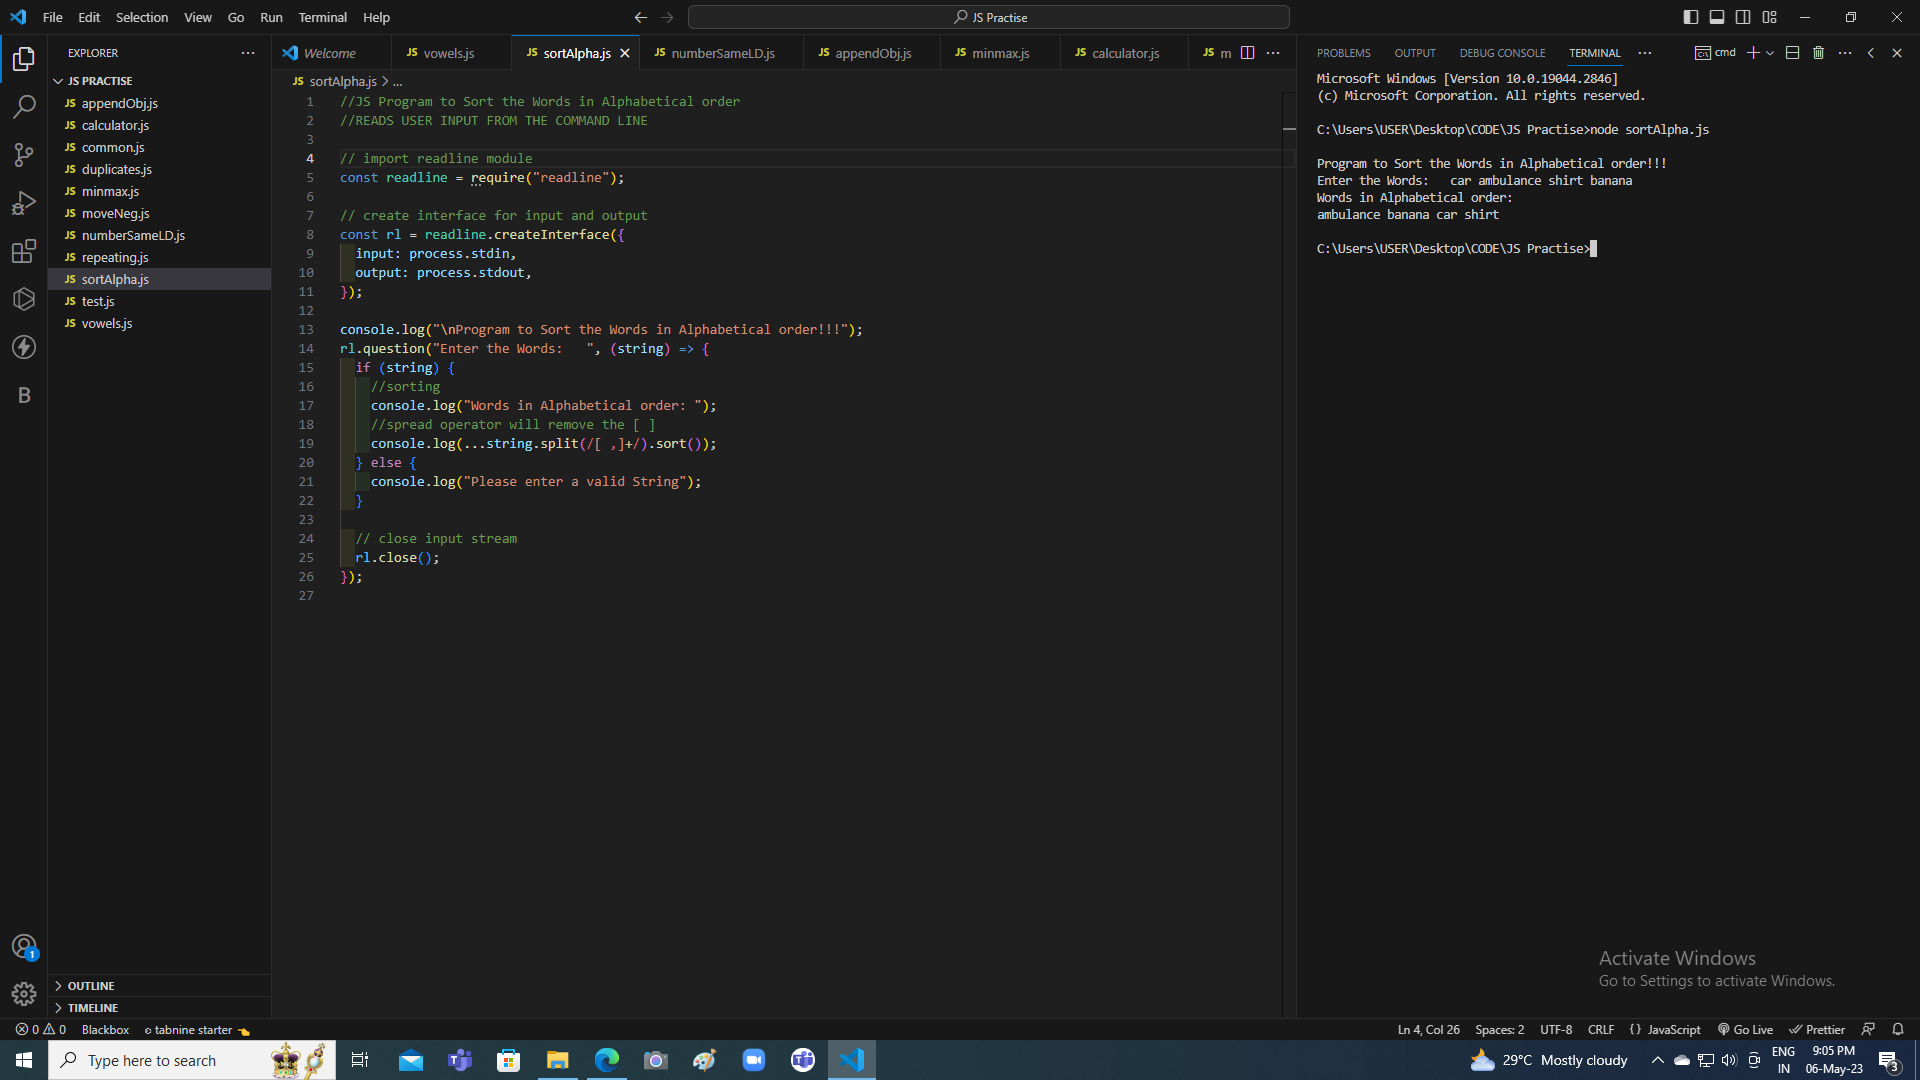 File Edit Selection View Go Run Terminal Help
JS Practise
EXPLORER
JS PRACTISE
JS appendObj.js
JS calculator.js
JS common.js
JS duplicates.js
JS minmax.js
JS moveNeg.js
JS numberSameLD.js
JS repeating.js
JS sortAlpha.js
JS test.js
JS vowels.js
B
1
OUTLINE
TIMELINE
Welcome JS vowels.js JS sortAlpha.js JS numberSameLD.js JS appendObj.js JS minmax.js JS calculator.js JS m
JS sortAlpha.js > ...
1 //JS Program to Sort the Words in Alphabetical order
2 //READS USER INPUT FROM THE COMMAND LINE
3
4 // import readline module
5 const readline = require("readline");
6
7 // create interface for input and output
8 const rl = readline.createInterface({
9 input: process.stdin,
10 output: process.stdout,
11 });
12
13 console.log("\nProgram to Sort the Words in Alphabetical order!!!");
14 rl.question("Enter the Words:   ", (string) => {
15 if (string) {
16 //sorting
17 console.log("Words in Alphabetical order: ");
18 //spread operator will remove the [ ]
19 console.log(...string.split(/[ ,]+/).sort());
20 } else {
21 console.log("Please enter a valid String");
22 }
23
24 // close input stream
25 rl.close();
26 });
27
PROBLEMS OUTPUT DEBUG CONSOLE TERMINAL cmd
Microsoft Windows [Version 10.0.19044.2846]
(c) Microsoft Corporation. All rights reserved.
C:\Users\USER\Desktop\CODE\JS Practise>node sortAlpha.js
Program to Sort the Words in Alphabetical order!!!
Enter the Words:   car ambulance shirt banana
Words in Alphabetical order:
ambulance banana car shirt
C:\Users\USER\Desktop\CODE\JS Practise>
Activate Windows
Go to Settings to activate Windows.
0 0 Blackbox tabnine starter Ln 4, Col 26 Spaces: 2 UTF-8 CRLF {} JavaScript Go Live Prettier
Type here to search 29°C Mostly cloudy ENG 9:05 PM
IN 06-May-23 3